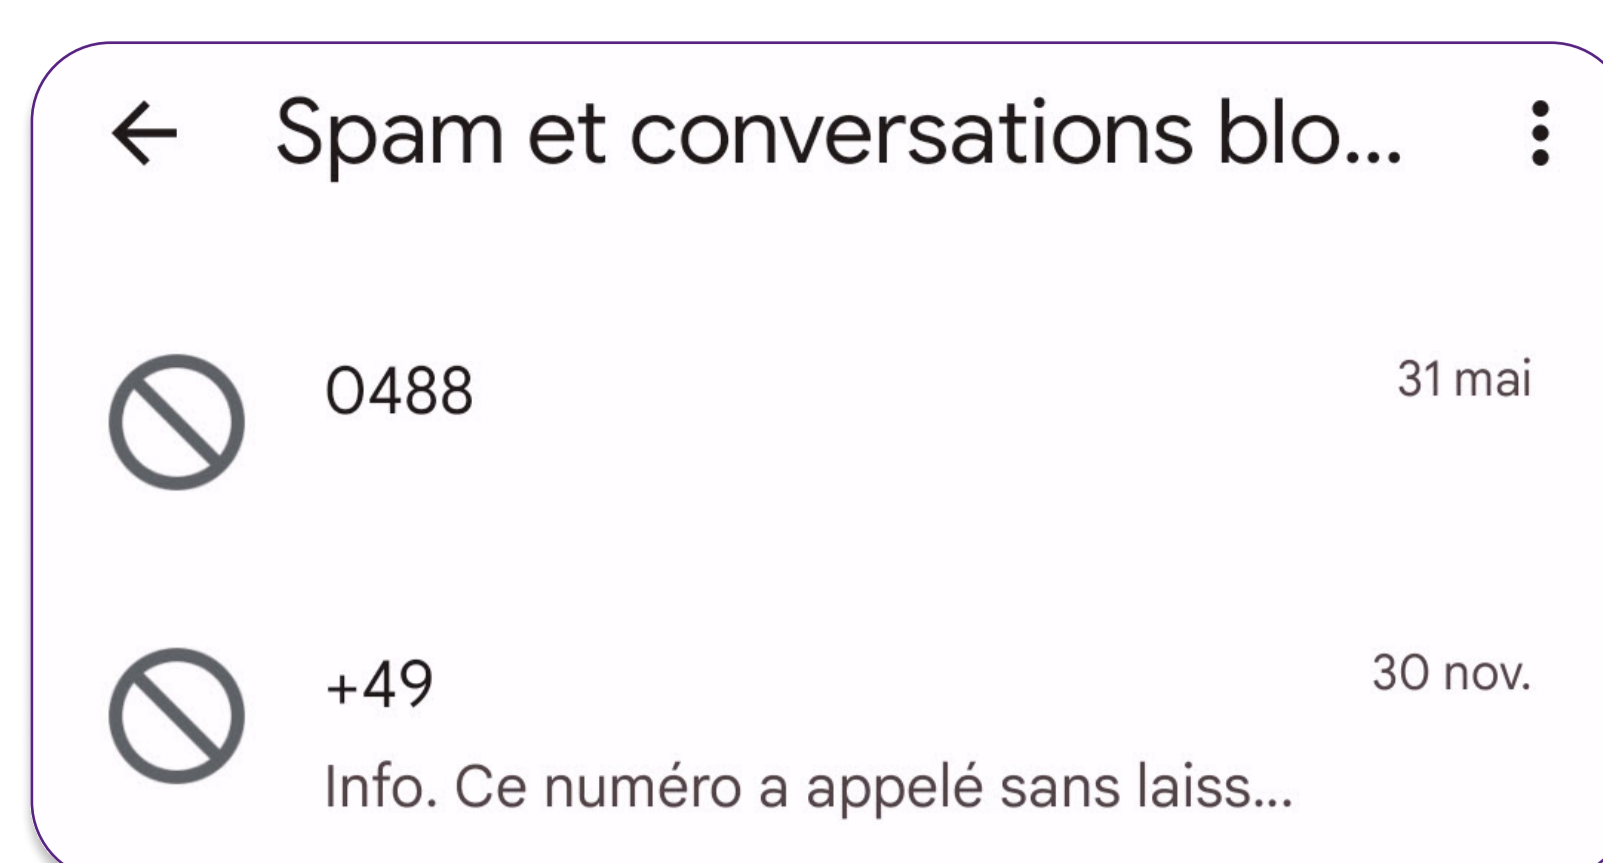 Spam et conversations blo...
0488
31 mai
+49
30 nov.
Info. Ce numéro a appelé sans laiss...